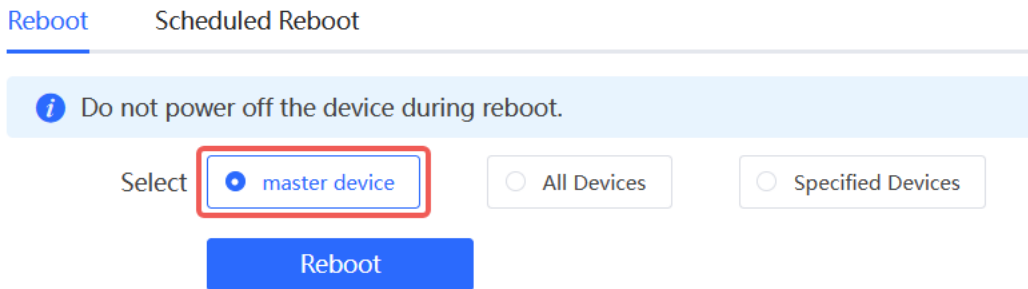 Reboot Scheduled Reboot
Do not power off the device during reboot.
Select master device All Devices Specified Devices
Reboot